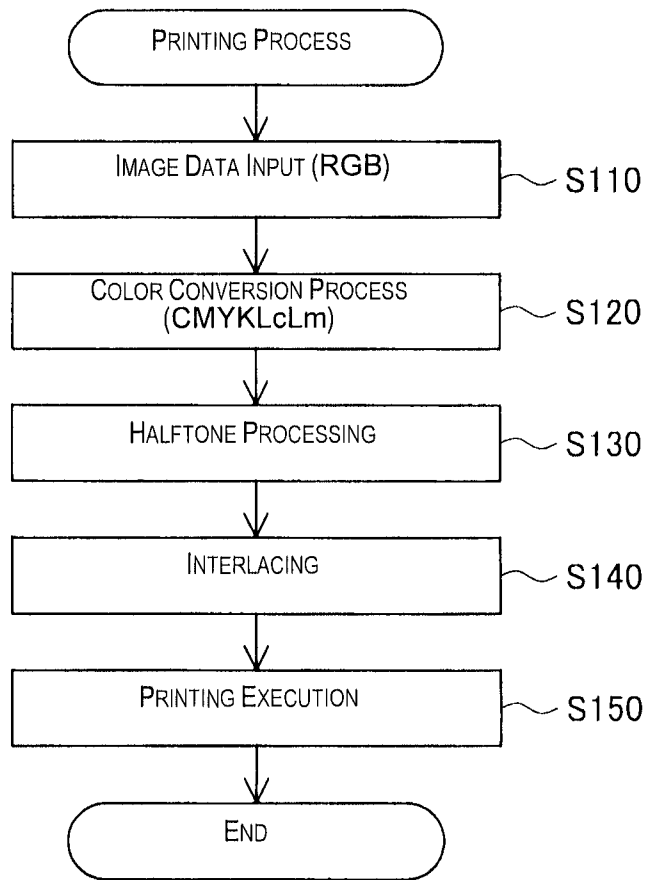 PRINTING PROCESS
IMAGE DATA INPUT (RGB)
S110
COLOR CONVERSION PROCESS
(CMYKLcLm)
S120
HALFTONE PROCESSING
S130
INTERLACING
S140
PRINTING EXECUTION
S150
END